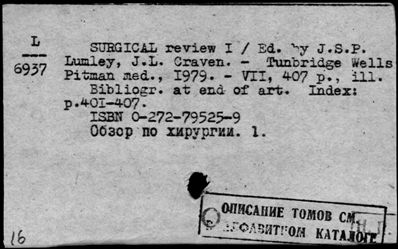 L
6937
SURGICAL review I / Ed. by J.S.P.
Lumley, J.L. Craven. - Tunbridge Wells
Pitman med., 1979. - VII, 407 p., ill.
Bibliogr. at end of art. Index:
p.401-407.
ISBN 0-272-79525-9
Обзор по хирургии. 1.
ОПИСАНИЕ ТОМОВ СМ.
В АЛФАВИТНОМ КАТАЛОГЕ
16